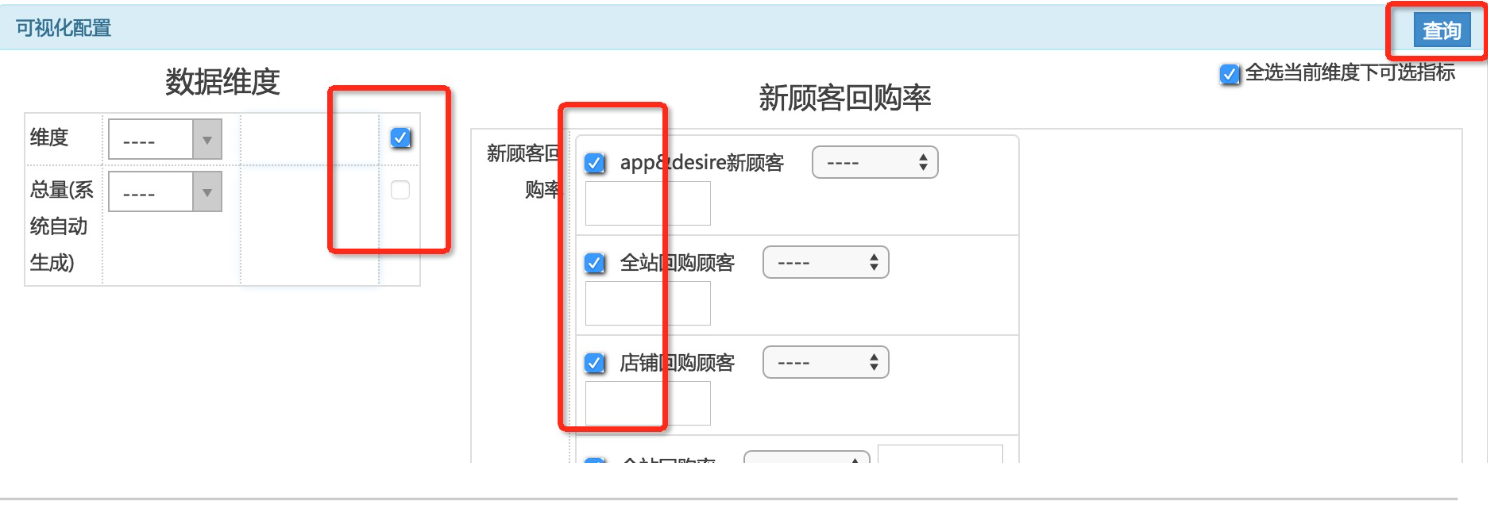 可视化配置
查询
全选当前维度下可选指标
数据维度
新顾客回购率
维度
----
总量(系
统自动
生成)
----
新顾客回
购率
app&desire新顾客
----
全站回购顾客
----
店铺回购顾客
----